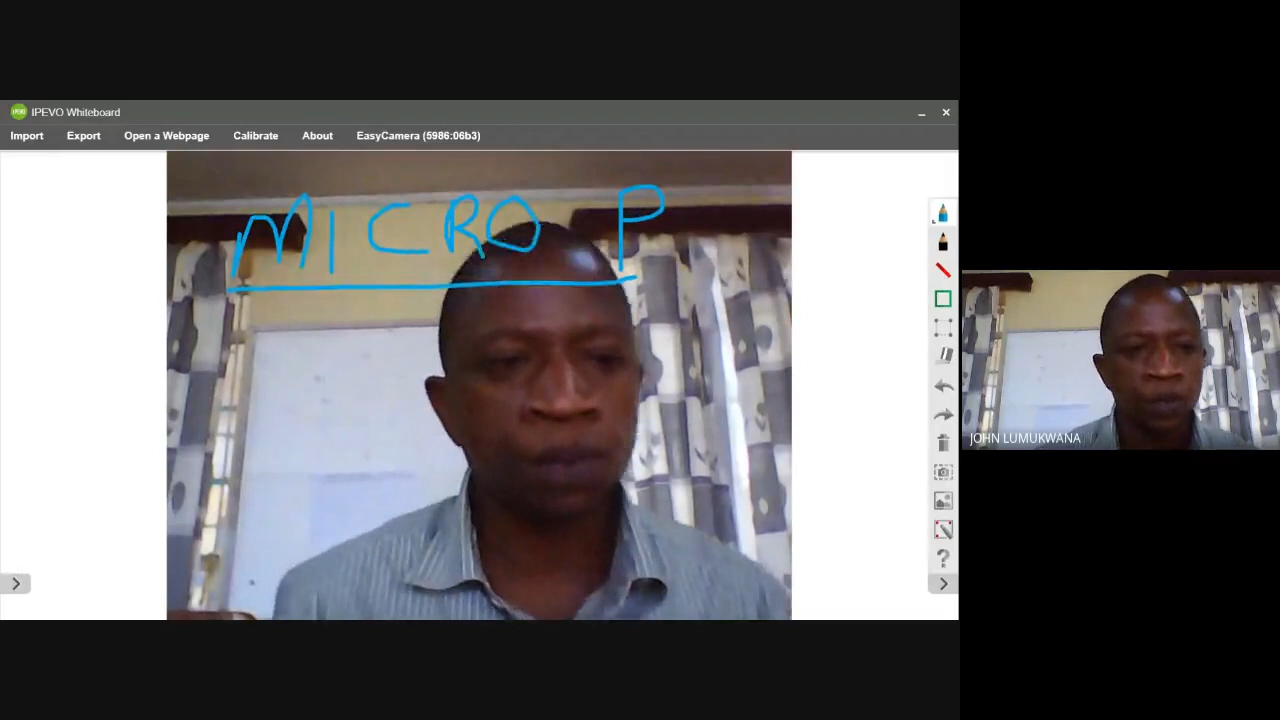 IPEVO Whiteboard
Import Export Open a Webpage Calibrate About EasyCamera (5986:06b3)
MICRO P
JOHN LUMUKWANA